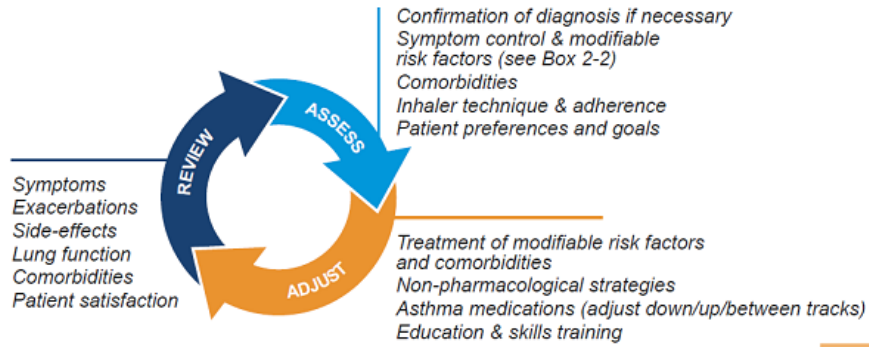 Confirmation of diagnosis if necessary
Symptom control & modifiable
risk factors (see Box 2-2)
Comorbidities
Inhaler technique & adherence
Patient preferences and goals
ASSESS
REVIEW
Symptoms
Exacerbations
Side-effects
Lung function
Comorbidities
Patient satisfaction
ADJUST
Treatment of modifiable risk factors
and comorbidities
Non-pharmacological strategies
Asthma medications (adjust down/up/between tracks)
Education & skills training